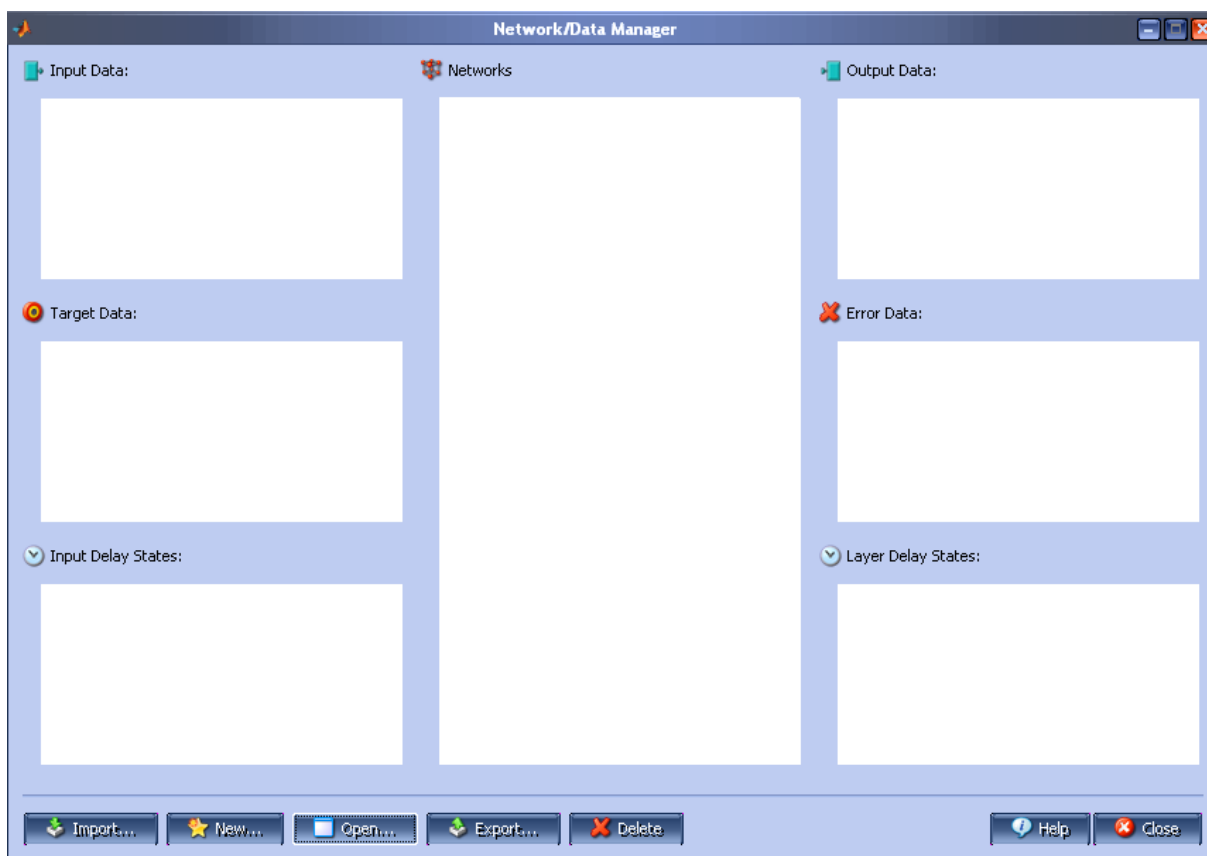 Network/Data Manager
Input Data:
Networks
Output Data:
Target Data:
Error Data:
Input Delay States:
Layer Delay States:
Import...
New...
Open...
Export...
Delete
Help
Close